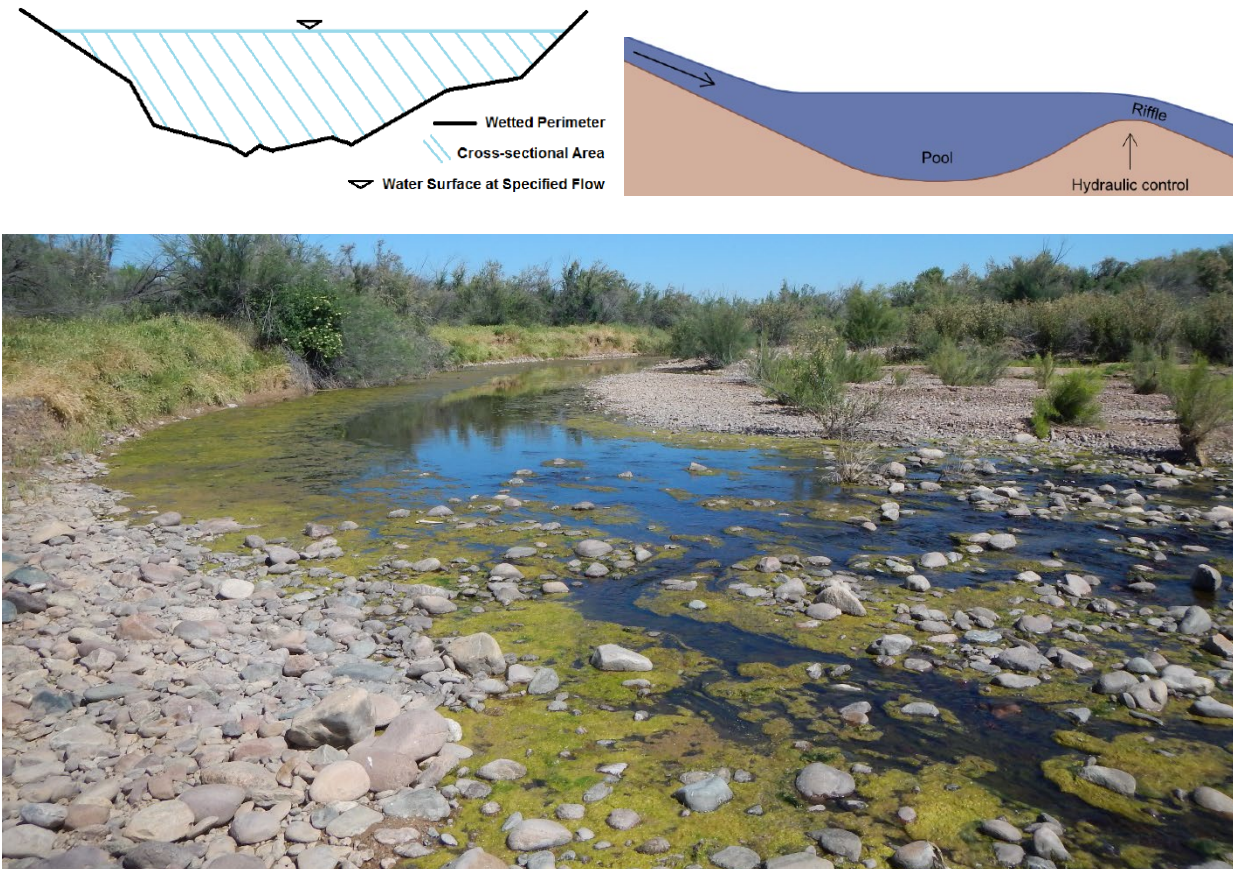 Wetted Perimeter
Cross-sectional Area
Water Surface at Specified Flow
Riffle
Pool
Hydraulic control